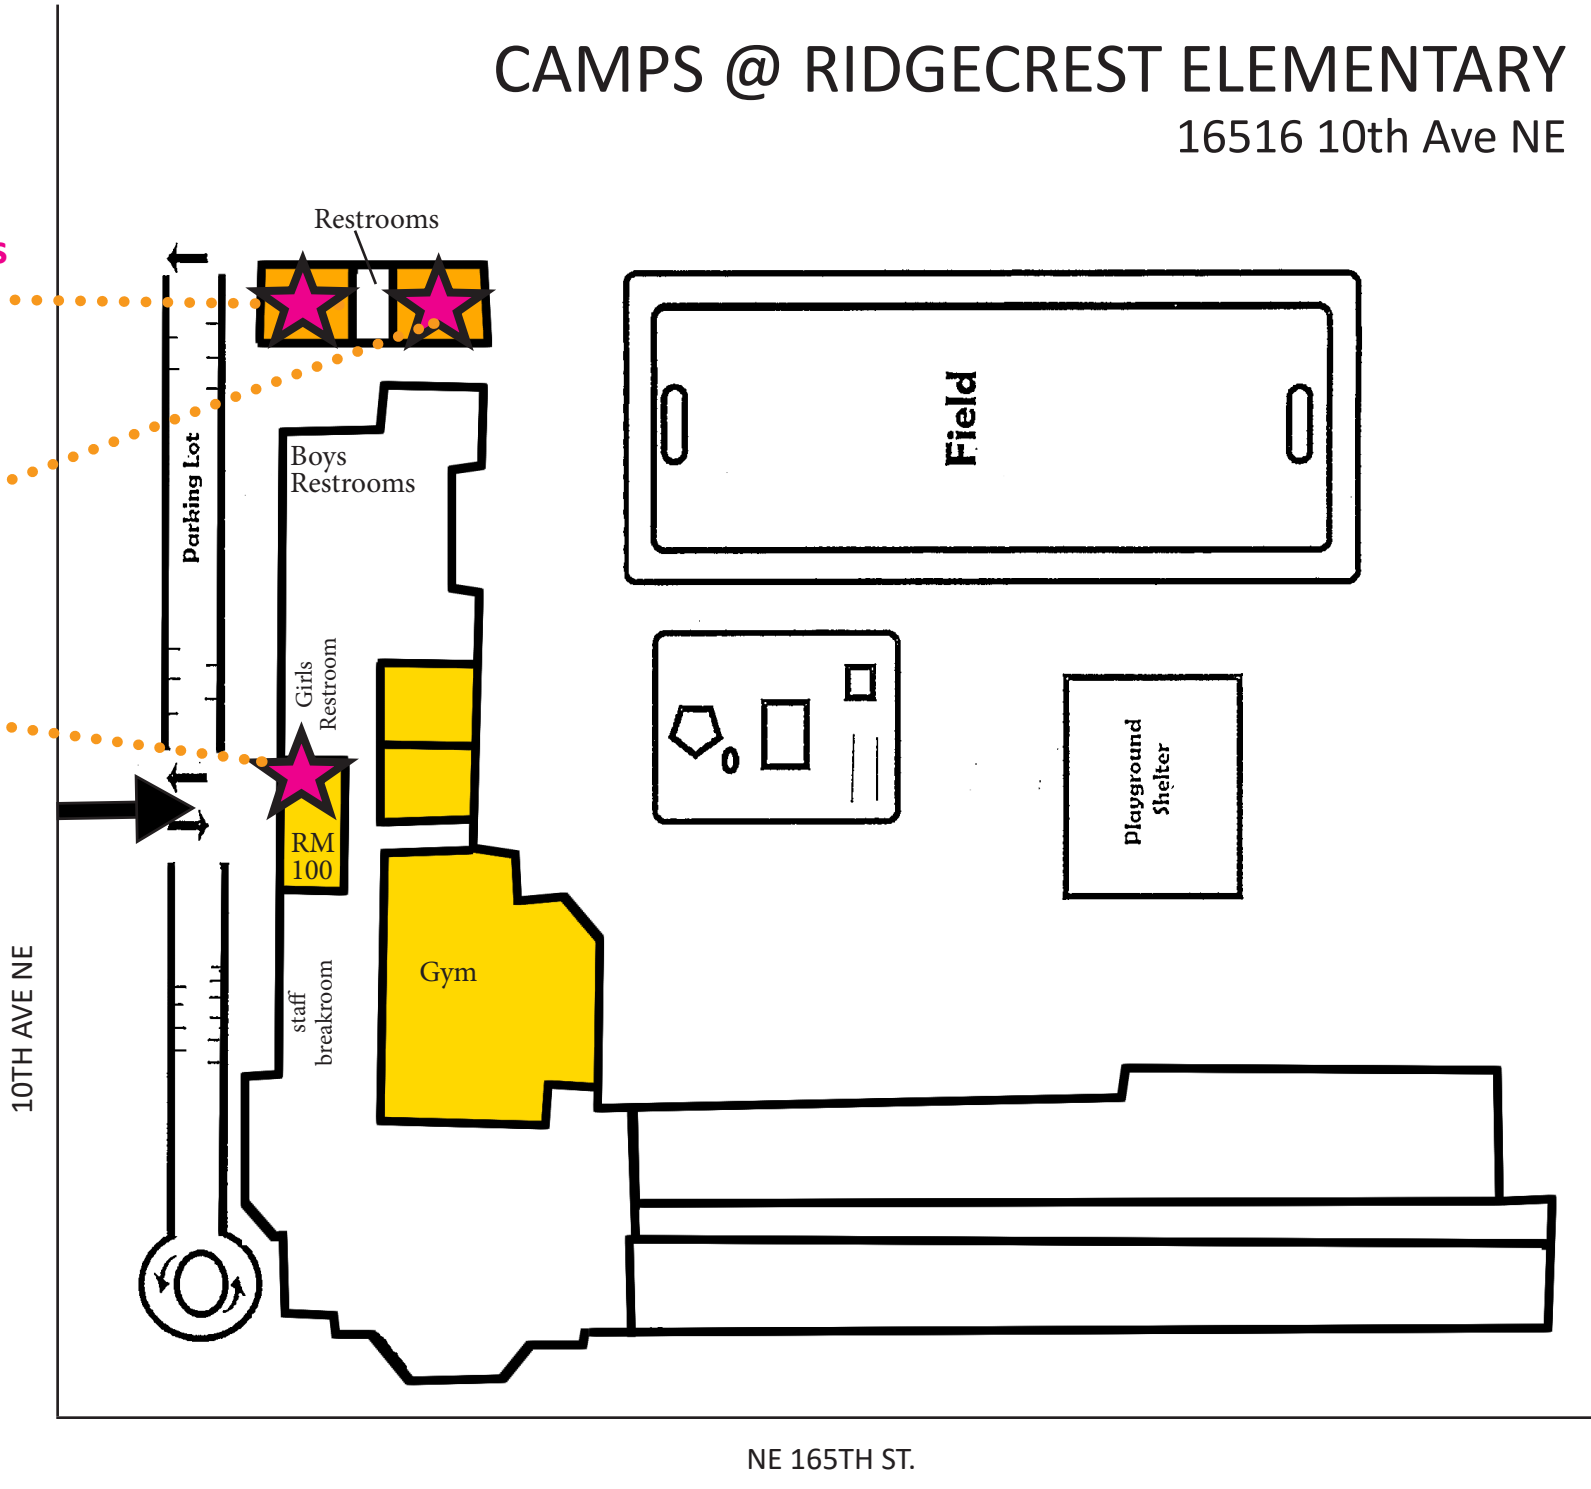 CAMPS @ RIDGECREST ELEMENTARY
16516 10th Ave NE
Restrooms
s
Boys
Restrooms
Parking Lot
Field
Girls
Restroom
Playground
Shelter
RM
100
Gym
staff
breakroom
10TH AVE NE
NE 165TH ST.